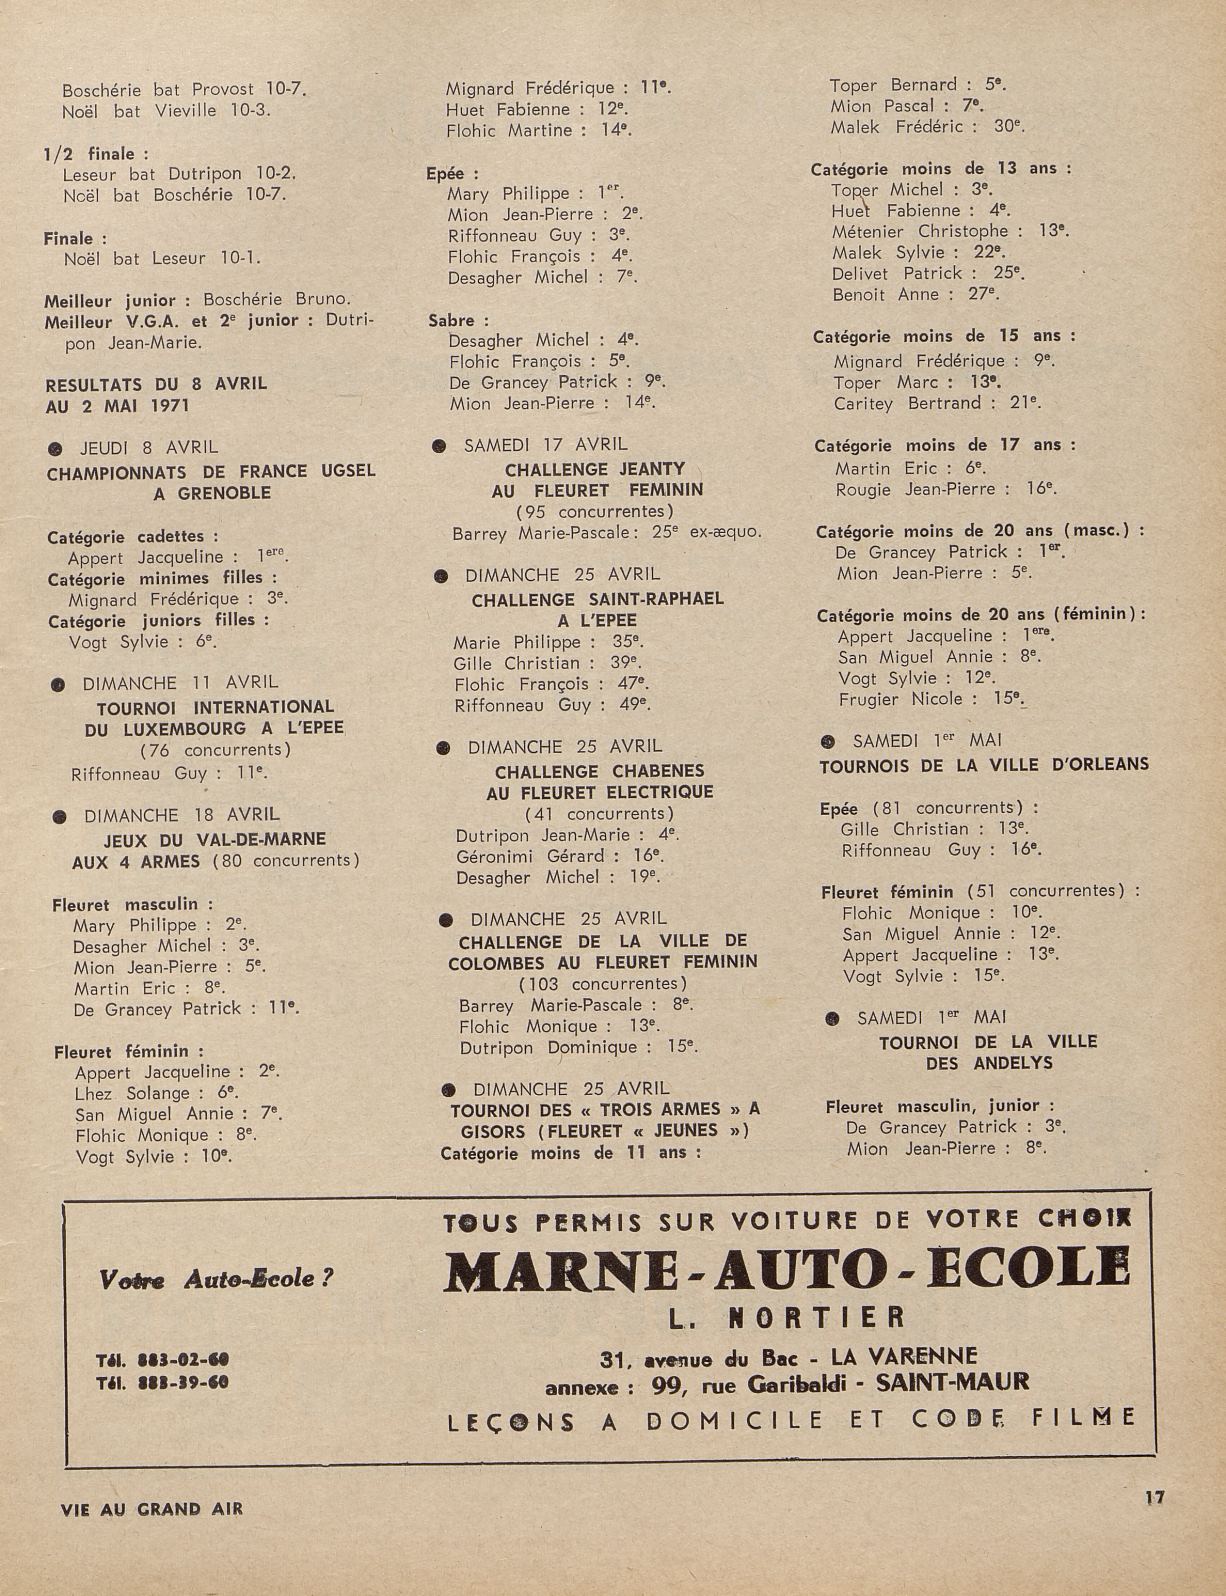 Boschérie bat Provost 10-7.
Noël bat Vieville 10-3.
1/2 finale :
Leseur bat Dutripon 10-2.
Noël bat Boschérie 10-7.
Finale :
Noël bat Leseur 10-1.
Meilleur junior : Boschérie Bruno.
Meilleur V.G.A. et 2e junior : Dutri-
pon Jean-Marie.
RESULTATS DU 8 AVRIL
AU 2 MAI 1971
● JEUDI 8 AVRIL
CHAMPIONNATS DE FRANCE UGSEL
A GRENOBLE
Catégorie cadettes :
Appert Jacqueline : 1ere.
Catégorie minimes filles :
Mignard Frédérique : 3e.
Catégorie juniors filles :
Vogt Sylvie : 6e.
● DIMANCHE 11 AVRIL
TOURNOI INTERNATIONAL
DU LUXEMBOURG A L'EPEE
(76 concurrents)
Riffonneau Guy : 11e.
● DIMANCHE 18 AVRIL
JEUX DU VAL-DE-MARNE
AUX 4 ARMES (80 concurrents)
Fleuret masculin :
Mary Philippe : 2e.
Desagher Michel : 3e.
Mion Jean-Pierre : 5e.
Martin Eric : 8e.
De Grancey Patrick : 11e.
Fleuret féminin :
Appert Jacqueline : 2e.
Lhez Solange : 6e.
San Miguel Annie : 7e.
Flohic Monique : 8e.
Vogt Sylvie : 10e.
Mignard Frédérique : 11e.
Huet Fabienne : 12e.
Flohic Martine : 14e.
Epée :
Mary Philippe : 1er.
Mion Jean-Pierre : 2e.
Riffonneau Guy : 3e.
Flohic François : 4e.
Desagher Michel : 7e.
Sabre :
Desagher Michel : 4e.
Flohic François : 5e.
De Grancey Patrick : 9e.
Mion Jean-Pierre : 14e.
● SAMEDI 17 AVRIL
CHALLENGE JEANTY
AU FLEURET FEMININ
(95 concurrentes)
Barrey Marie-Pascale : 25e ex-æquo.
● DIMANCHE 25 AVRIL
CHALLENGE SAINT-RAPHAEL
A L'EPEE
Marie Philippe : 35e.
Gille Christian : 39e.
Flohic François : 47e.
Riffonneau Guy : 49e.
● DIMANCHE 25 AVRIL
CHALLENGE CHABENES
AU FLEURET ELECTRIQUE
(41 concurrents)
Dutripon Jean-Marie : 4e.
Géronimi Gérard : 16e.
Desagher Michel : 19e.
● DIMANCHE 25 AVRIL
CHALLENGE DE LA VILLE DE
COLOMBES AU FLEURET FEMININ
(103 concurrentes)
Barrey Marie-Pascale : 8e.
Flohic Monique : 13e.
Dutripon Dominique : 15e.
● DIMANCHE 25 AVRIL
TOURNOI DES « TROIS ARMES » A
GISORS (FLEURET « JEUNES »)
Catégorie moins de 11 ans :
Toper Bernard : 5e.
Mion Pascal : 7e.
Malek Frédéric : 30e.
Catégorie moins de 13 ans :
Toper Michel : 3e.
Huet Fabienne : 4e.
Métenier Christophe : 13e.
Malek Sylvie : 22e.
Delivet Patrick : 25e.
Benoit Anne : 27e.
Catégorie moins de 15 ans :
Mignard Frédérique : 9e.
Toper Marc : 13e.
Caritey Bertrand : 21e.
Catégorie moins de 17 ans :
Martin Eric : 6e.
Rougie Jean-Pierre : 16e.
Catégorie moins de 20 ans (masc.) :
De Grancey Patrick : 1er.
Mion Jean-Pierre : 5e.
Catégorie moins de 20 ans (féminin) :
Appert Jacqueline : 1ere.
San Miguel Annie : 8e.
Vogt Sylvie : 12e.
Frugier Nicole : 15e.
● SAMEDI 1er MAI
TOURNOIS DE LA VILLE D'ORLEANS
Epée (81 concurrents) :
Gille Christian : 13e.
Riffonneau Guy : 16e.
Fleuret féminin (51 concurrentes) :
Flohic Monique : 10e.
San Miguel Annie : 12e.
Appert Jacqueline : 13e.
Vogt Sylvie : 15e.
● SAMEDI 1er MAI
TOURNOI DE LA VILLE
DES ANDELYS
Fleuret masculin, junior :
De Grancey Patrick : 3e.
Mion Jean-Pierre : 8e.
Votre Auto-Ecole ?
Tél. 883-02-60
Tél. 883-39-60
TOUS PERMIS SUR VOITURE DE VOTRE CHOIX
MARNE-AUTO-ECOLE
L. NORTIER
31, avenue du Bac - LA VARENNE
annexe : 99, rue Garibaldi - SAINT-MAUR
LEÇONS A DOMICILE ET CODE FILME
VIE AU GRAND AIR
17